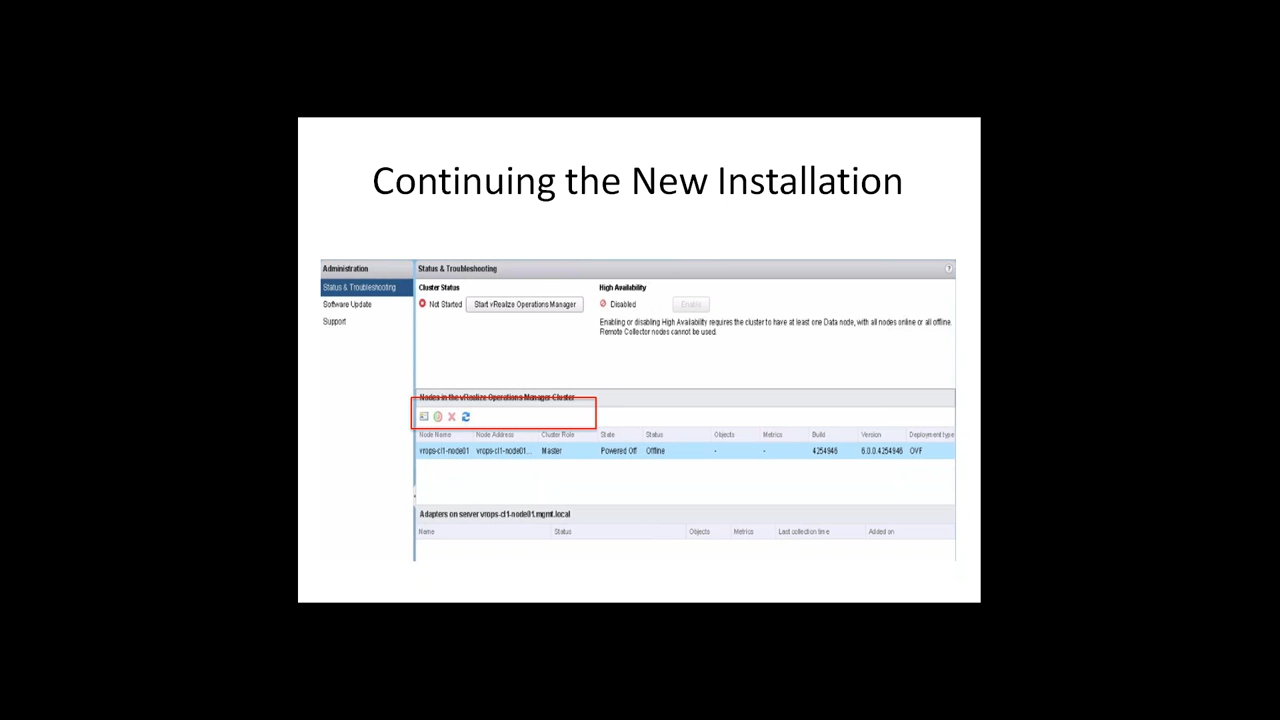 Continuing the New Installation
Administration
Status & Troubleshooting
Software Update
Support
Status & Troubleshooting
?
Cluster Status
Not Started
Start vRealize Operations Manager
High Availability
Disabled
Enable
Enabling or disabling High Availability requires the cluster to have at least one Data node, with all nodes online or all offline.
Remote Collector nodes cannot be used.
Nodes in the vRealize Operations Manager Cluster
Node Name Node Address Cluster Role State Status Objects Metrics Build Version Deployment type
vrops-cl1-node01 vrops-cl1-node01... Master Powered Off Offline - - 4254946 6.0.0.4254946 OVF
Adapters on server vrops-cl1-node01.mgmt.local
Name Status Objects Metrics Last collection time Added on